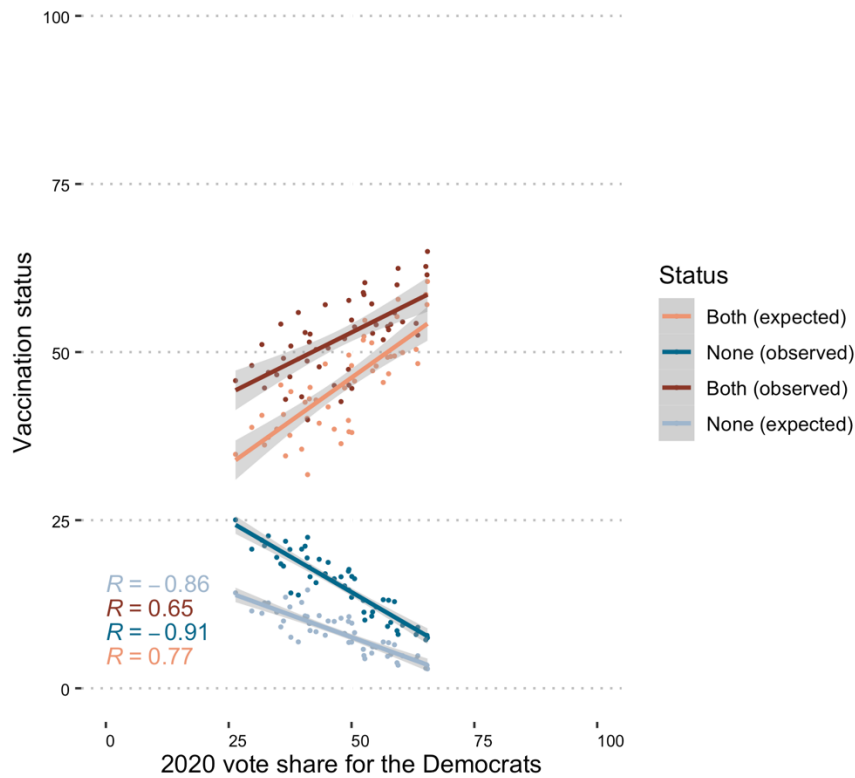 100
75
50
25
0
Vaccination status
R = −0.86
R = 0.65
R = −0.91
R = 0.77
0 25 50 75 100
2020 vote share for the Democrats
Status
Both (expected)
None (observed)
Both (observed)
None (expected)